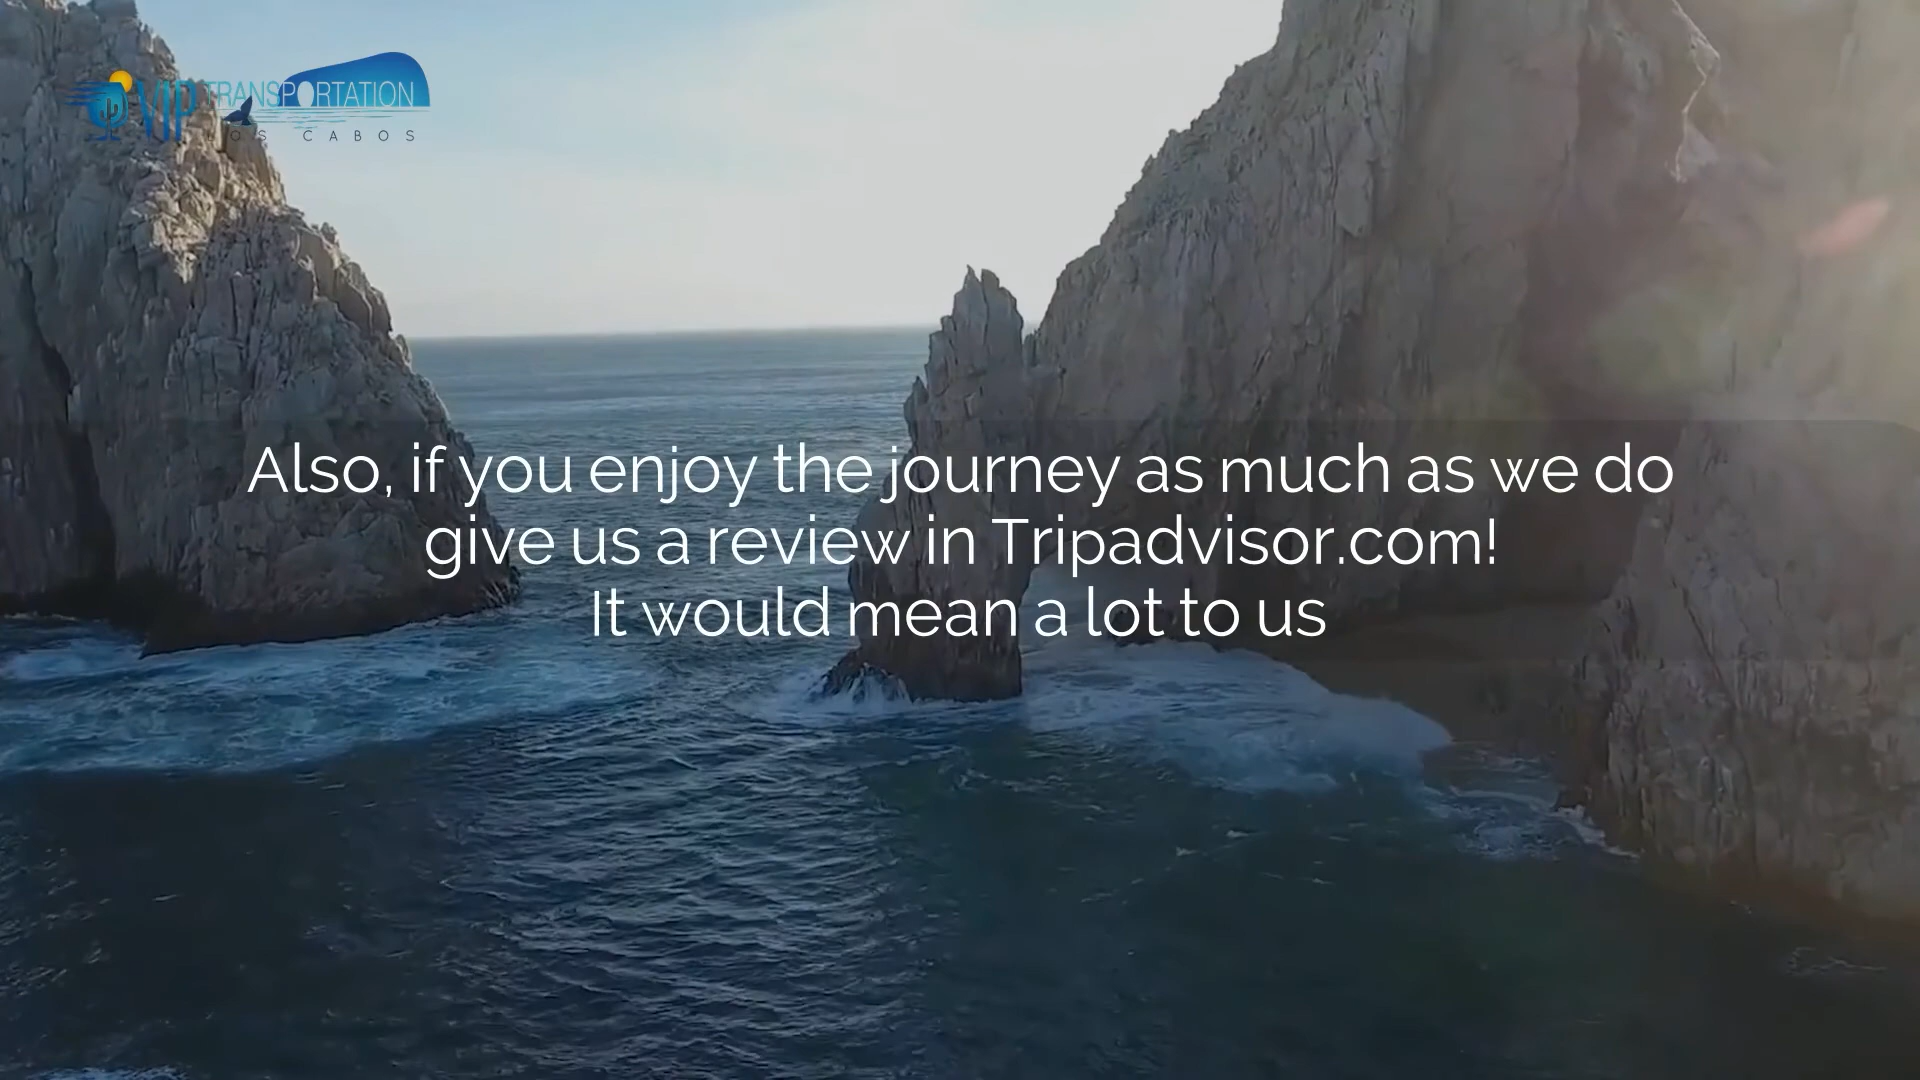 VIP TRANSPORTATION
LOS CABOS
Also, if you enjoy the journey as much as we do
give us a review in Tripadvisor.com!
It would mean a lot to us